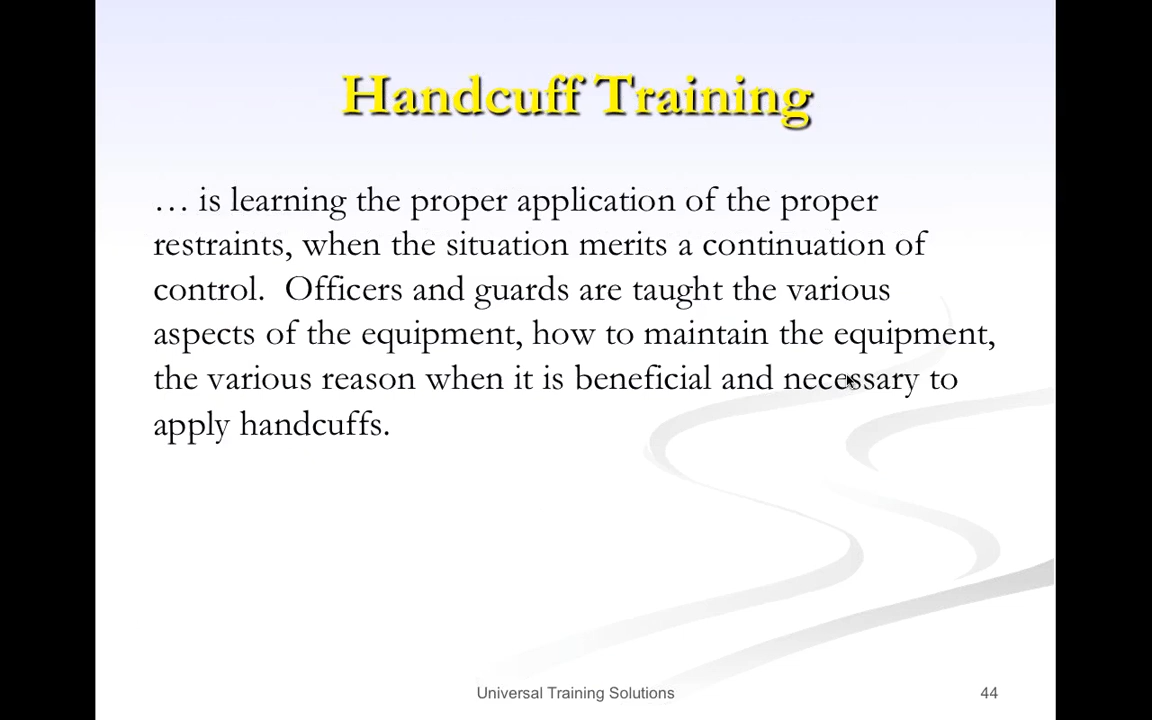 Handcuff Training
… is learning the proper application of the proper
restraints, when the situation merits a continuation of
control.  Officers and guards are taught the various
aspects of the equipment, how to maintain the equipment,
the various reason when it is beneficial and necessary to
apply handcuffs.
Universal Training Solutions
44